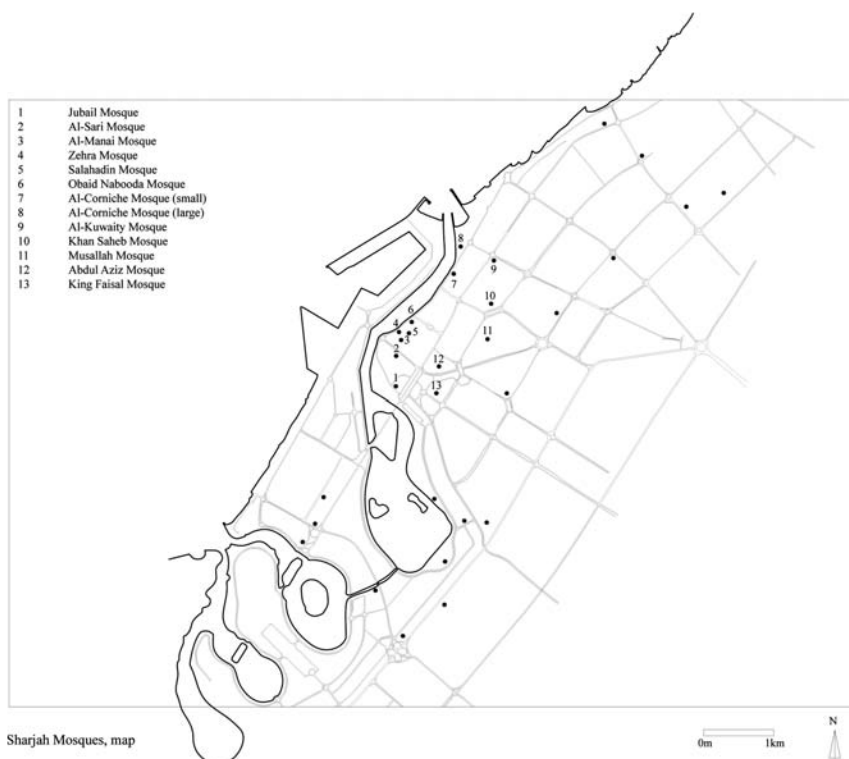 1 Jubail Mosque
2 Al-Sari Mosque
3 Al-Manai Mosque
4 Zehra Mosque
5 Salahadin Mosque
6 Obaid Nabooda Mosque
7 Al-Corniche Mosque (small)
8 Al-Corniche Mosque (large)
9 Al-Kuwaity Mosque
10 Khan Saheb Mosque
11 Musallah Mosque
12 Abdul Aziz Mosque
13 King Faisal Mosque
8
9
7
10
6
4 5
3
11
2
12
1
13
Sharjah Mosques, map
0m 1km
N